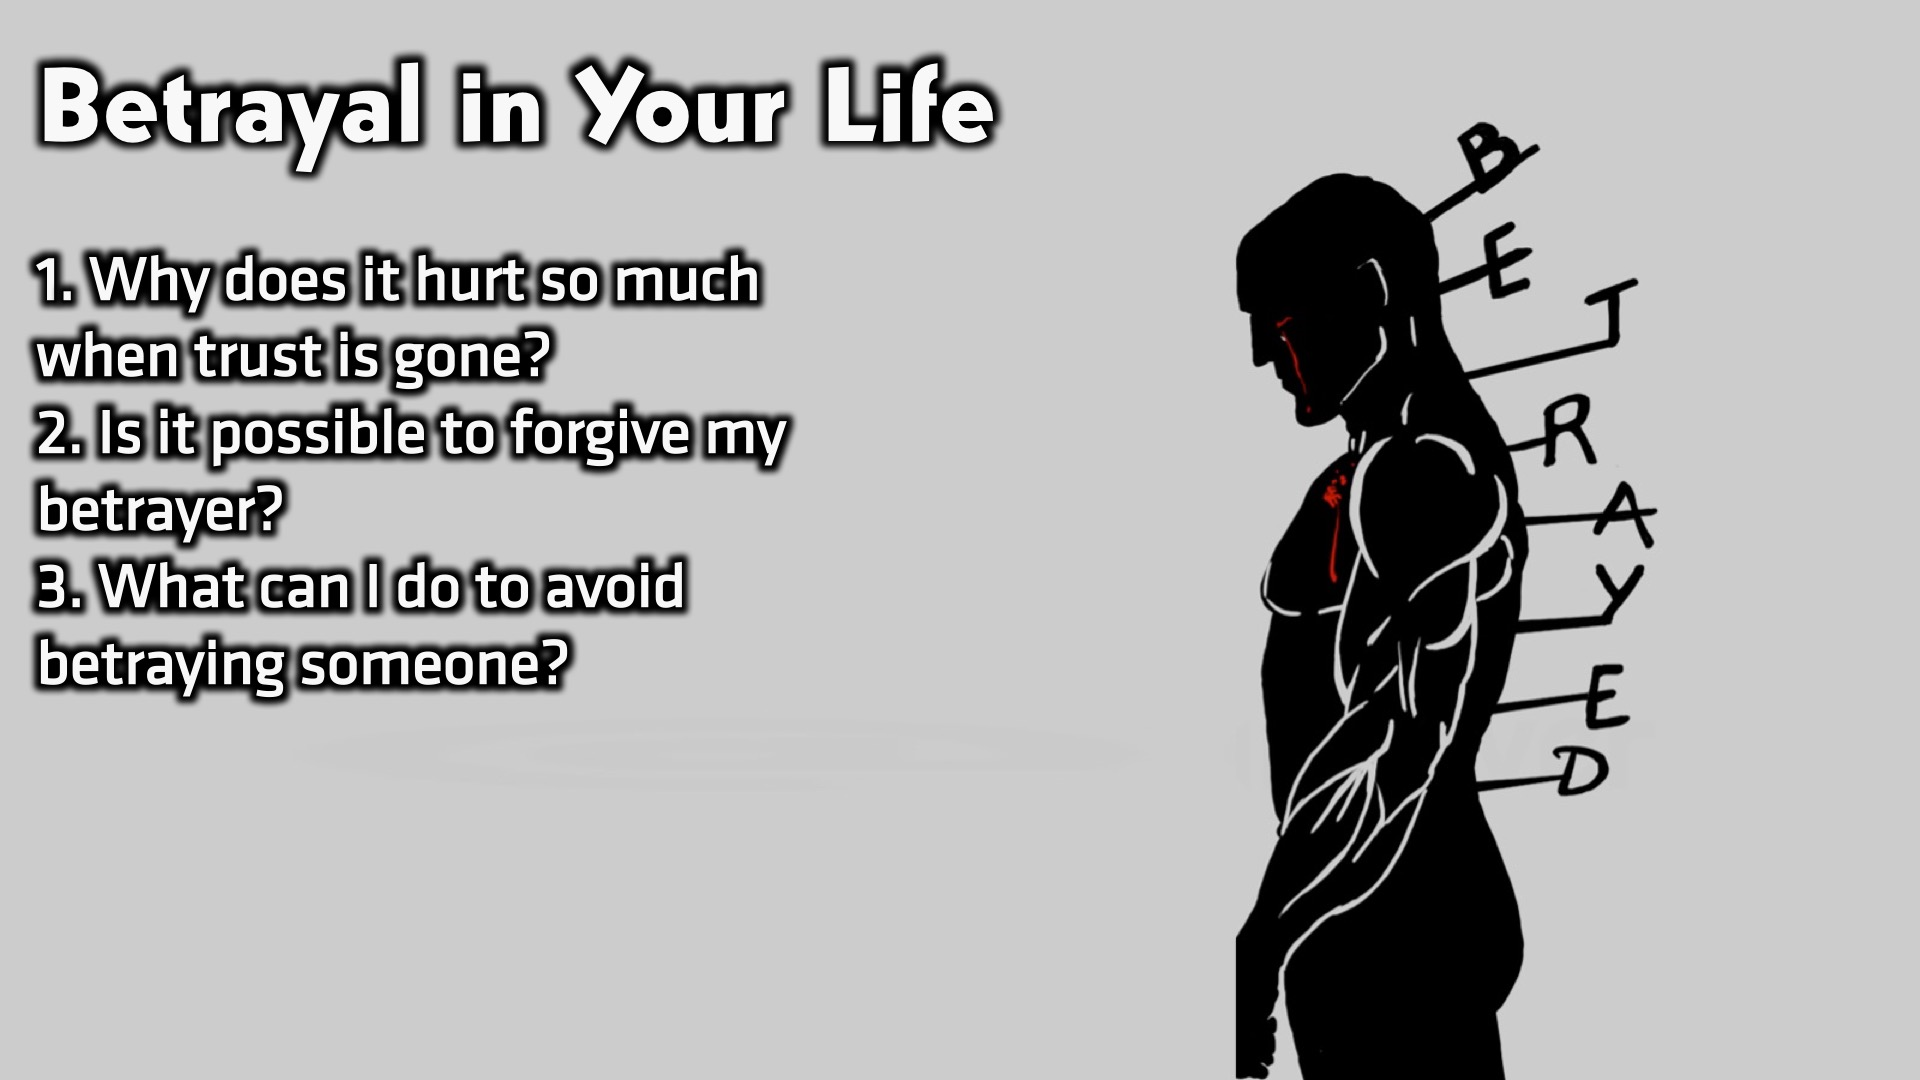 Betrayal in Your Life
1. Why does it hurt so much
when trust is gone?
2. Is it possible to forgive my
betrayer?
3. What can I do to avoid
betraying someone?
B
E
T
R
A
Y
E
D